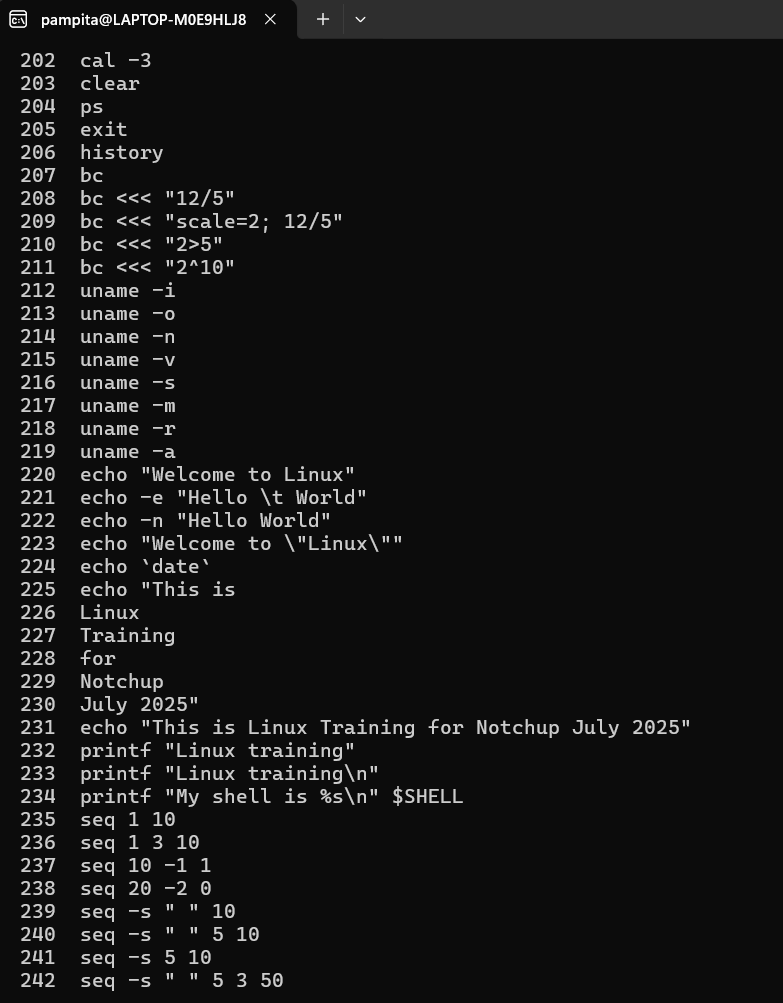 pampita@LAPTOP-M0E9HLJ8
202 cal -3
203 clear
204 ps
205 exit
206 history
207 bc
208 bc <<< "12/5"
209 bc <<< "scale=2; 12/5"
210 bc <<< "2>5"
211 bc <<< "2^10"
212 uname -i
213 uname -o
214 uname -n
215 uname -v
216 uname -s
217 uname -m
218 uname -r
219 uname -a
220 echo "Welcome to Linux"
221 echo -e "Hello \t World"
222 echo -n "Hello World"
223 echo "Welcome to \"Linux\""
224 echo `date`
225 echo "This is
226 Linux
227 Training
228 for
229 Notchup
230 July 2025"
231 echo "This is Linux Training for Notchup July 2025"
232 printf "Linux training"
233 printf "Linux training\n"
234 printf "My shell is %s\n" $SHELL
235 seq 1 10
236 seq 1 3 10
237 seq 10 -1 1
238 seq 20 -2 0
239 seq -s " " 10
240 seq -s " " 5 10
241 seq -s 5 10
242 seq -s " " 5 3 50